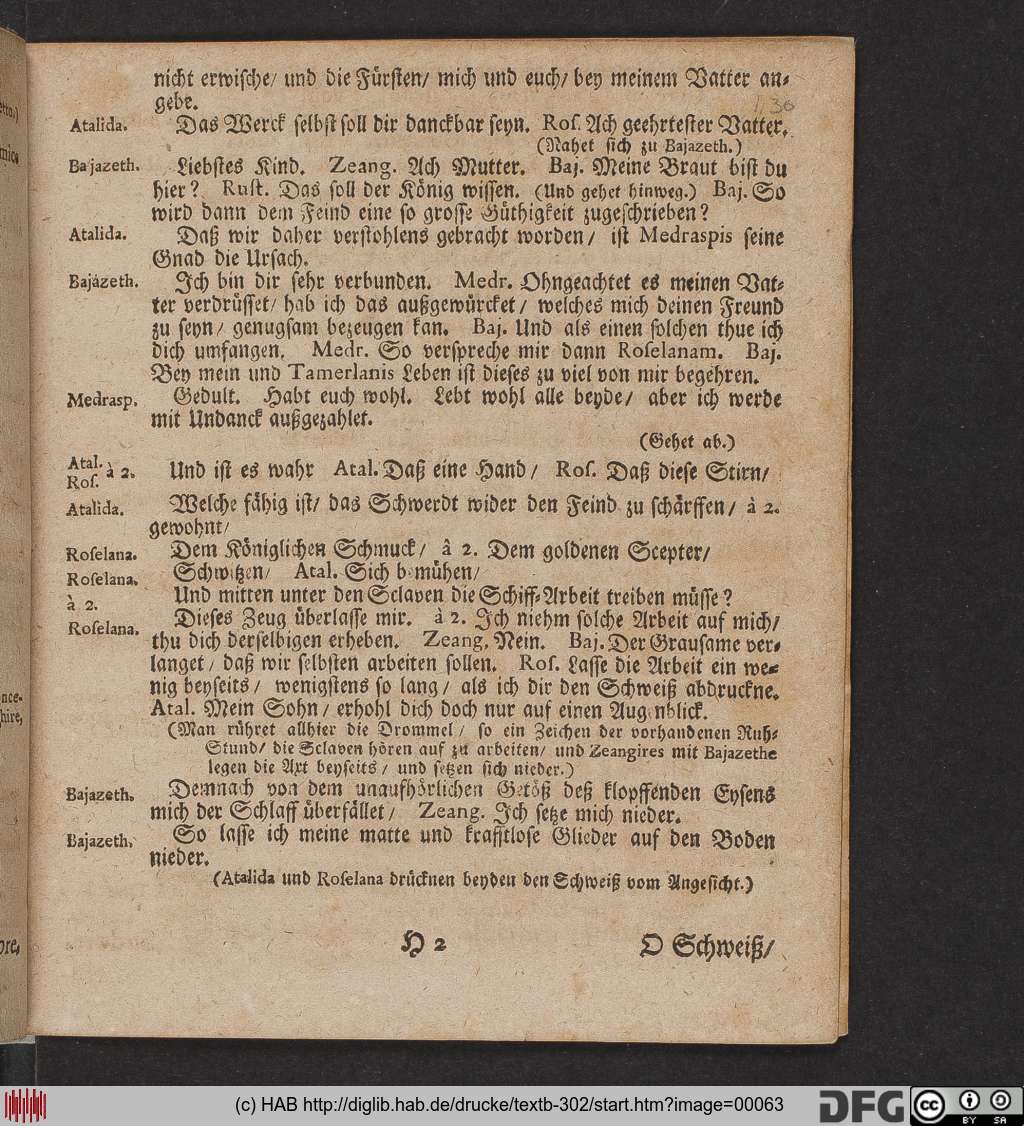 nicht erwische/ und die Fürsten/ mich und euch/ bey meinem Vatter an-
gebe.
36
Atalida. Das Werck selbst soll dir danckbar seyn. Ros. Ach geehrtester Vatter.
(Nahet sich zu Bajazeth.)
Bajazeth. Liebstes Kind. Zeang. Ach Mutter. Baj. Meine Braut bist du
hier? Rust. Das soll der König wissen. (Und gehet hinweg.) Baj. So
wird dann dem Feind eine so grosse Güthigkeit zugeschrieben?
Atalida. Daß wir daher verstohlens gebracht worden/ ist Medraspis seine
Gnad die Ursach.
Bajazeth. Ich bin dir sehr verbunden. Medr. Ohngeachtet es meinen Vat-
ter verdrüsset/ hab ich das außgewürcket/ welches mich deinen Freund
zu seyn/ genugsam bezeugen kan. Baj. Und als einen solchen thue ich
dich umfangen. Medr. So verspreche mir dann Roselanam. Baj.
Bey mein und Tamerlanis Leben ist dieses zu viel von mir begehren.
Medrasp. Gedult. Habt euch wohl. Lebt wohl alle beyde/ aber ich werde
mit Undanck außgezahlet.
(Gehet ab.)
Atal. Ros. à 2. Und ist es wahr Atal. Daß eine Hand/ Ros. Daß diese Stirn/
Atalida. Welche fähig ist/ das Schwerdt wider den Feind zu schärffen/ à 2.
gewohnt/
Roselana. Dem Königlichen Schmuck/ â 2. Dem goldenen Scepter/
Roselana. Schwitzen/ Atal. Sich bemühen/
à 2. Und mitten unter den Sclaven die Schiff-Arbeit treiben müsse?
Roselana. Dieses Zeug überlasse mir. à 2. Ich niehm solche Arbeit auf mich/
thu dich derselbigen erheben. Zeang. Nein. Baj. Der Grausame ver-
langet/ daß wir selbsten arbeiten sollen. Ros. Lasse die Arbeit ein we-
nig beyseits/ wenigstens so lang/ als ich dir den Schweiß abdruckne.
Atal. Mein Sohn/ erhohl dich doch nur auf einen Augenblick.
(Man rühret allhier die Drommel/ so ein Zeichen der vorhandenen Ruh-
Stund/ die Sclaven hören auf zu arbeiten/ und Zeangires mit Bajazethe
legen die Axt beyseits/ und setzen sich nieder.)
Bajazeth. Demnach von dem unaufhörlichen Getöß deß klopffenden Eysens
mich der Schlaff überfället/ Zeang. Ich setze mich nieder.
Bajazeth. So lasse ich meine matte und krafftlose Glieder auf den Boden
nieder.
(Atalida und Roselana drücknen beyden den Schweiß vom Angesicht.)
H 2 O Schweiß/
(c) HAB http://diglib.hab.de/drucke/textb-302/start.htm?image=00063
DFG
cc
BY SA